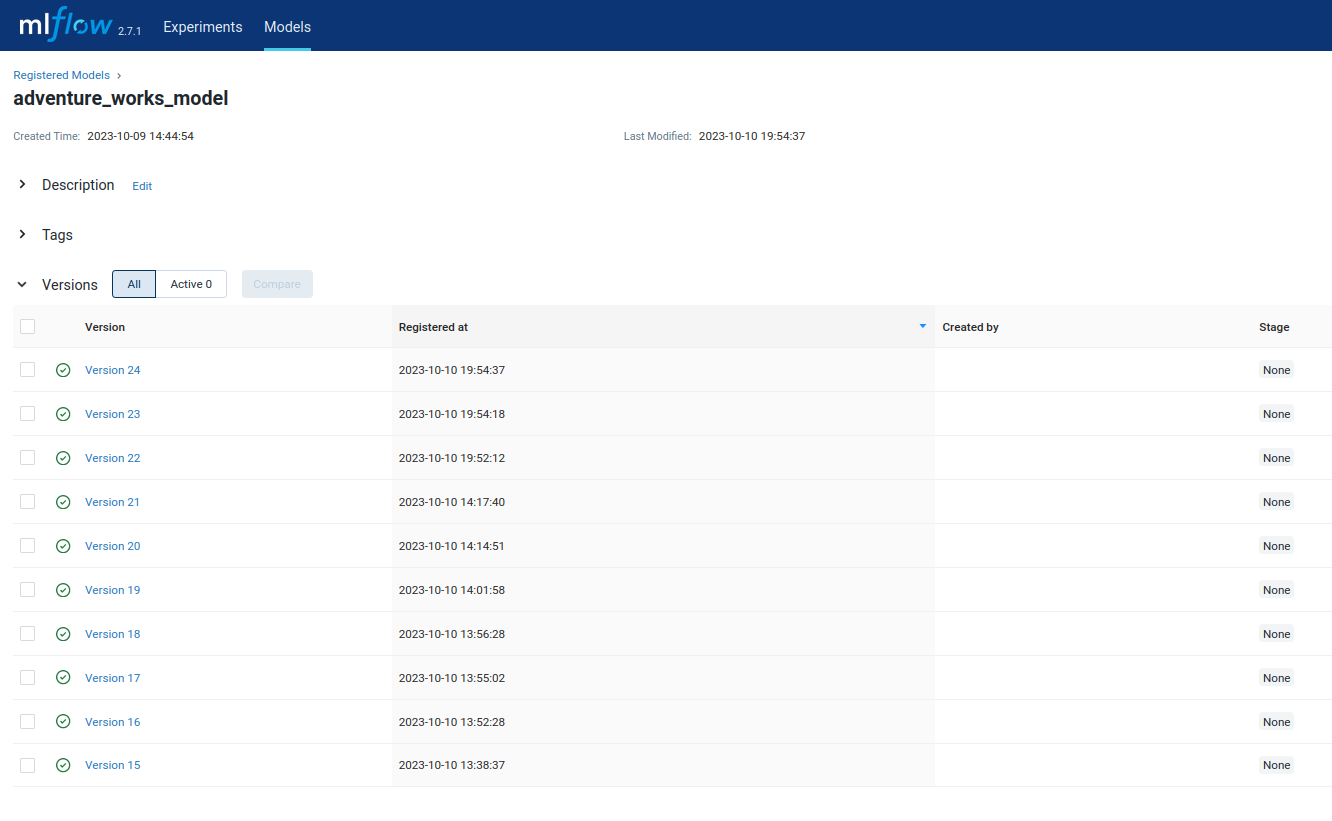 mlflow 2.7.1 Experiments Models
Registered Models ›
adventure_works_model
Created Time: 2023-10-09 14:44:54 Last Modified: 2023-10-10 19:54:37
Description Edit
Tags
Versions All Active 0 Compare
Version Registered at Created by Stage
Version 24 2023-10-10 19:54:37 None
Version 23 2023-10-10 19:54:18 None
Version 22 2023-10-10 19:52:12 None
Version 21 2023-10-10 14:17:40 None
Version 20 2023-10-10 14:14:51 None
Version 19 2023-10-10 14:01:58 None
Version 18 2023-10-10 13:56:28 None
Version 17 2023-10-10 13:55:02 None
Version 16 2023-10-10 13:52:28 None
Version 15 2023-10-10 13:38:37 None